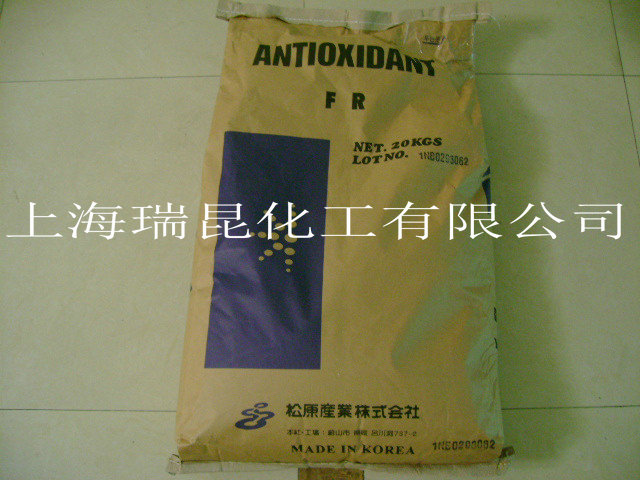 ANTIOXIDANT
F R
NET. 20KGS
LOT NO. 1NB0203062
上海瑞昆化工有限公司
松原産業株式会社
MADE IN KOREA